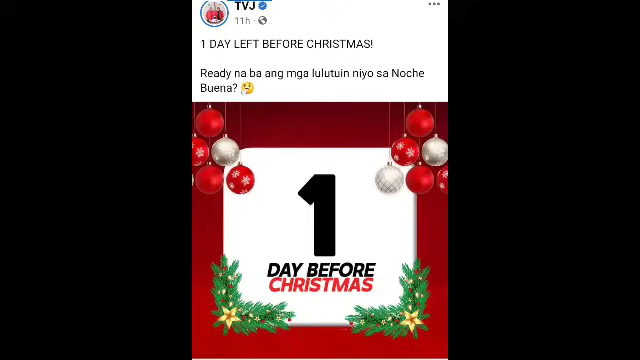 TVJ
11h
1 DAY LEFT BEFORE CHRISTMAS!
Ready na ba ang mga lulutuin niyo sa Noche
Buena? 🤔
1
DAY BEFORE
CHRISTMAS